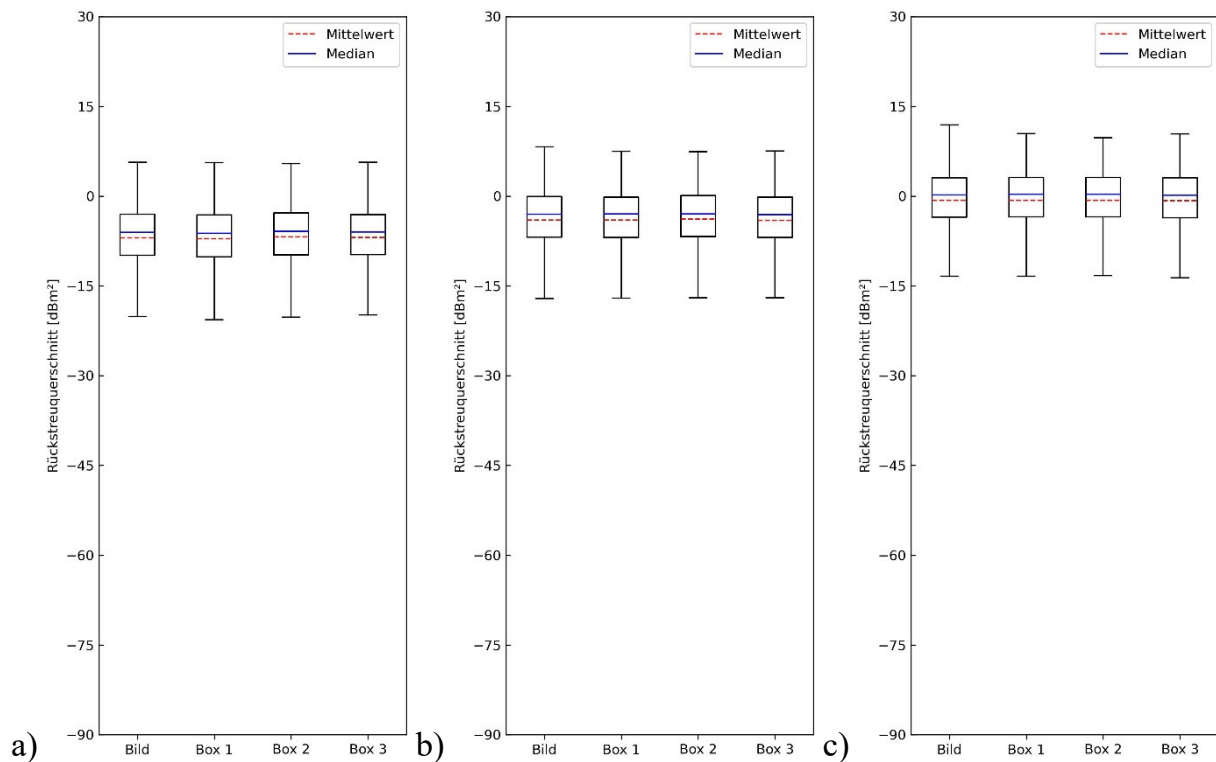 a)
Rückstreuquerschnitt [dBm²]
30
15
0
−15
−30
−45
−60
−75
−90
Mittelwert
Median
Bild Box 1 Box 2 Box 3
b)
Rückstreuquerschnitt [dBm²]
30
15
0
−15
−30
−45
−60
−75
−90
Mittelwert
Median
Bild Box 1 Box 2 Box 3
c)
Rückstreuquerschnitt [dBm²]
30
15
0
−15
−30
−45
−60
−75
−90
Mittelwert
Median
Bild Box 1 Box 2 Box 3